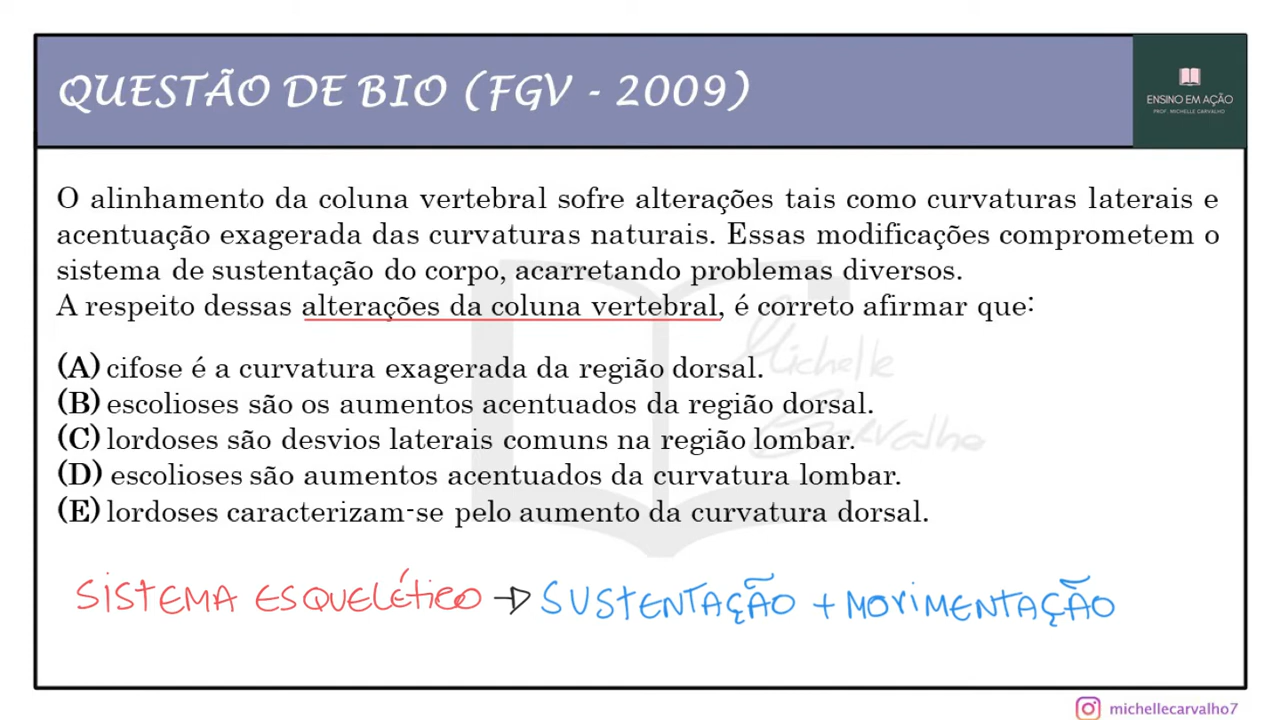 QUESTÃO DE BIO (FGV - 2009)
ENSINO EM AÇÃO
PROF. MICHELLE CARVALHO
O alinhamento da coluna vertebral sofre alterações tais como curvaturas laterais e
acentuação exagerada das curvaturas naturais. Essas modificações comprometem o
sistema de sustentação do corpo, acarretando problemas diversos.
A respeito dessas alterações da coluna vertebral, é correto afirmar que:
(A) cifose é a curvatura exagerada da região dorsal.
(B) escolioses são os aumentos acentuados da região dorsal.
(C) lordoses são desvios laterais comuns na região lombar.
(D) escolioses são aumentos acentuados da curvatura lombar.
(E) lordoses caracterizam-se pelo aumento da curvatura dorsal.
Michelle
Carvalho
SISTEMA ESQUELÉTICO → SUSTENTAÇÃO + MOVIMENTAÇÃO
michellecarvalho7